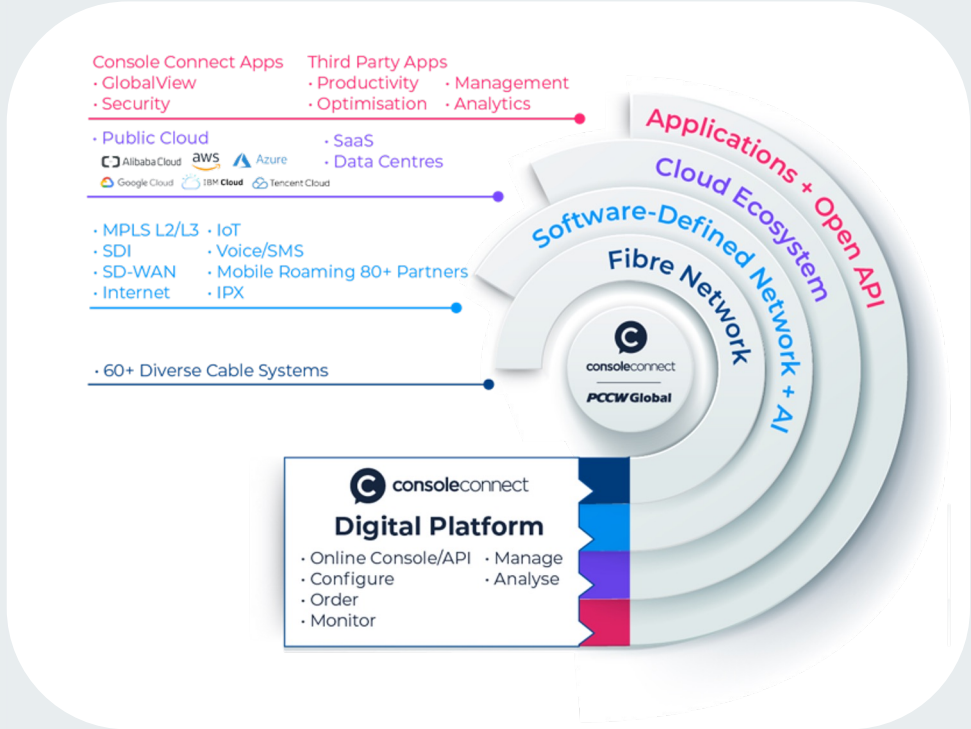 Console Connect Apps
· GlobalView
· Security
Third Party Apps
· Productivity · Management
· Optimisation · Analytics
· Public Cloud
Alibaba Cloud aws Azure
Google Cloud IBM Cloud Tencent Cloud
· SaaS
· Data Centres
· MPLS L2/L3 · IoT
· SDI · Voice/SMS
· SD-WAN · Mobile Roaming 80+ Partners
· Internet · IPX
· 60+ Diverse Cable Systems
Applications + Open API
Cloud Ecosystem
Software-Defined Network + AI
Fibre Network
C
consoleconnect
PCCW Global
C consoleconnect
Digital Platform
· Online Console/API · Manage
· Configure · Analyse
· Order
· Monitor